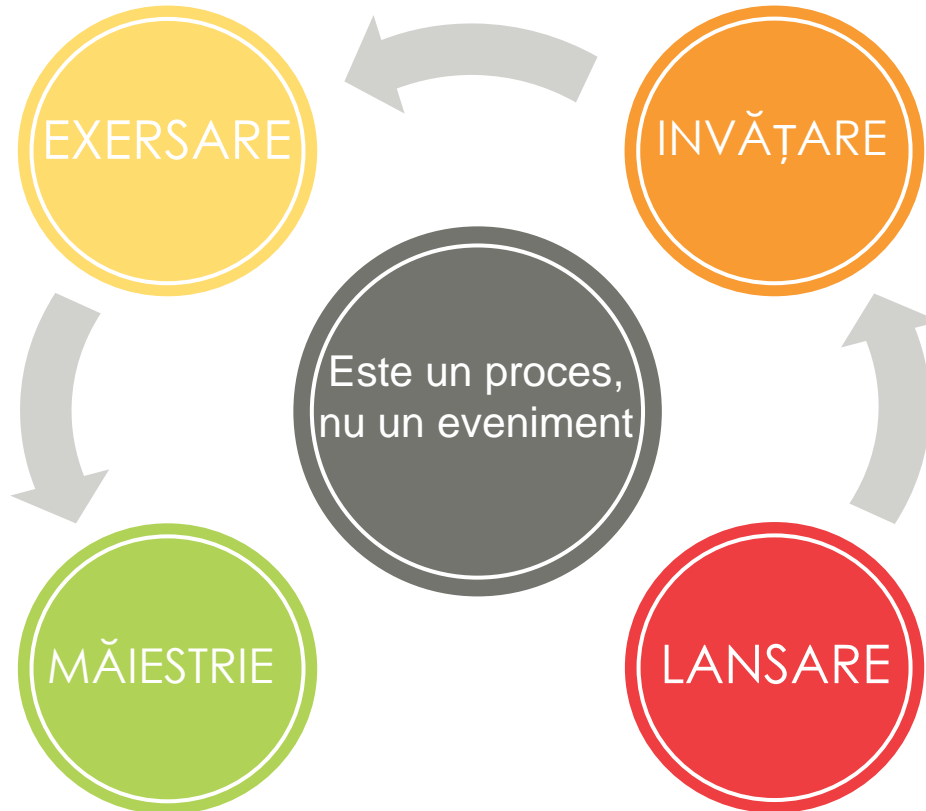 EXERSARE
INVĂȚARE
Este un proces,
nu un eveniment
MĂIESTRIE
LANSARE